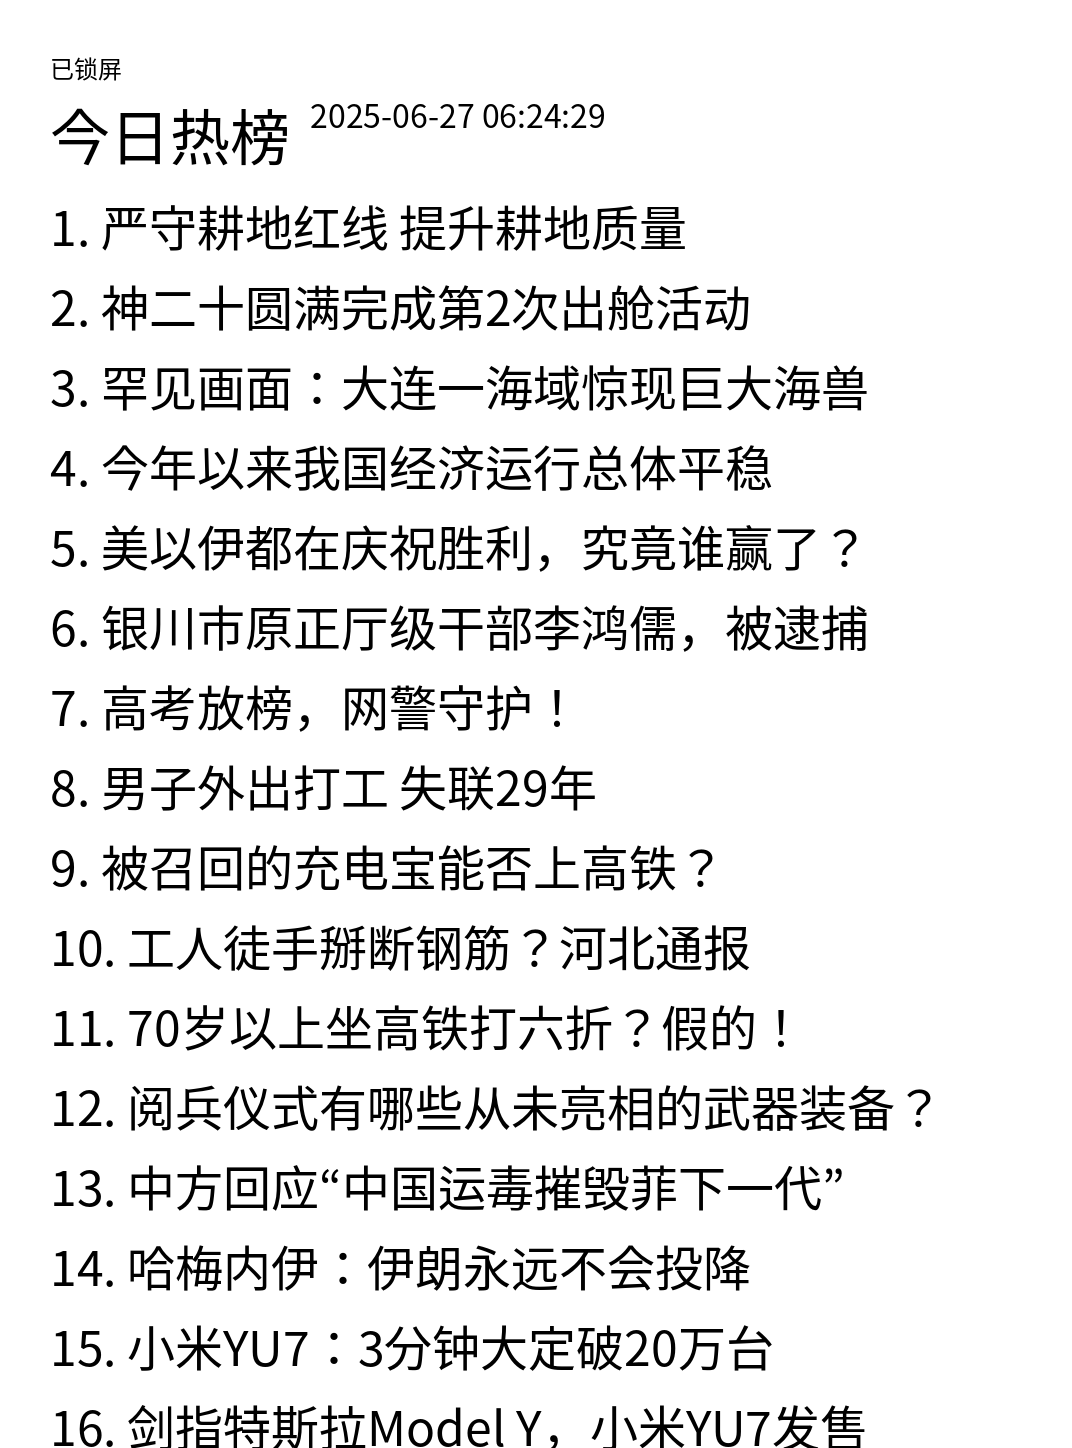 已锁屏
今日热榜 2025-06-27 06:24:29
1. 严守耕地红线 提升耕地质量
2. 神二十圆满完成第2次出舱活动
3. 罕见画面：大连一海域惊现巨大海兽
4. 今年以来我国经济运行总体平稳
5. 美以伊都在庆祝胜利，究竟谁赢了？
6. 银川市原正厅级干部李鸿儒，被逮捕
7. 高考放榜，网警守护！
8. 男子外出打工 失联29年
9. 被召回的充电宝能否上高铁？
10. 工人徒手掰断钢筋？河北通报
11. 70岁以上坐高铁打六折？假的！
12. 阅兵仪式有哪些从未亮相的武器装备？
13. 中方回应“中国运毒摧毁菲下一代”
14. 哈梅内伊：伊朗永远不会投降
15. 小米YU7：3分钟大定破20万台
16. 剑指特斯拉Model Y，小米YU7发售